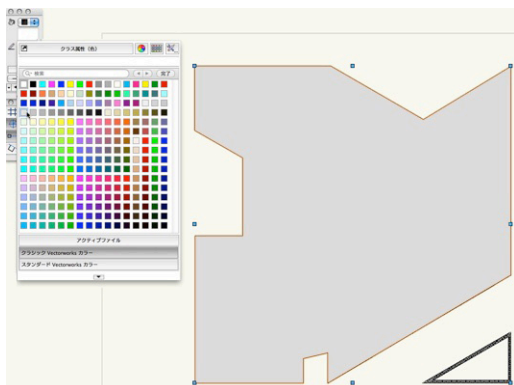 クラス属性 (色)
検索
完了
アクティブファイル
クラシック Vectorworks カラー
スタンダード Vectorworks カラー